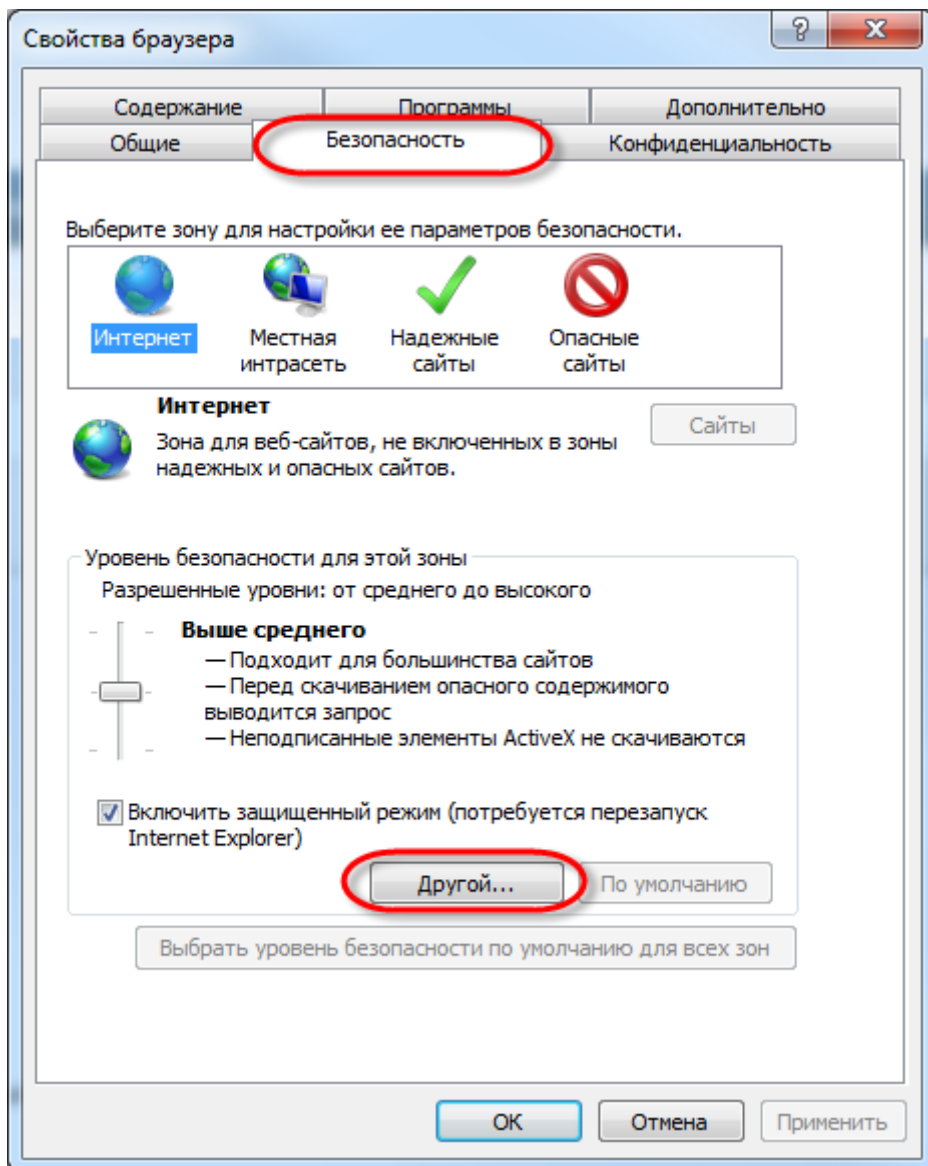 Свойства браузера
Содержание Программы Дополнительно
Общие Безопасность Конфиденциальность
Выберите зону для настройки ее параметров безопасности.
Интернет Местная интрасеть Надежные сайты Опасные сайты
Интернет
Сайты
Зона для веб-сайтов, не включенных в зоны
надежных и опасных сайтов.
Уровень безопасности для этой зоны
Разрешенные уровни: от среднего до высокого
Выше среднего
— Подходит для большинства сайтов
— Перед скачиванием опасного содержимого
выводится запрос
— Неподписанные элементы ActiveX не скачиваются
Включить защищенный режим (потребуется перезапуск
Internet Explorer)
Другой... По умолчанию
Выбрать уровень безопасности по умолчанию для всех зон
ОК Отмена Применить